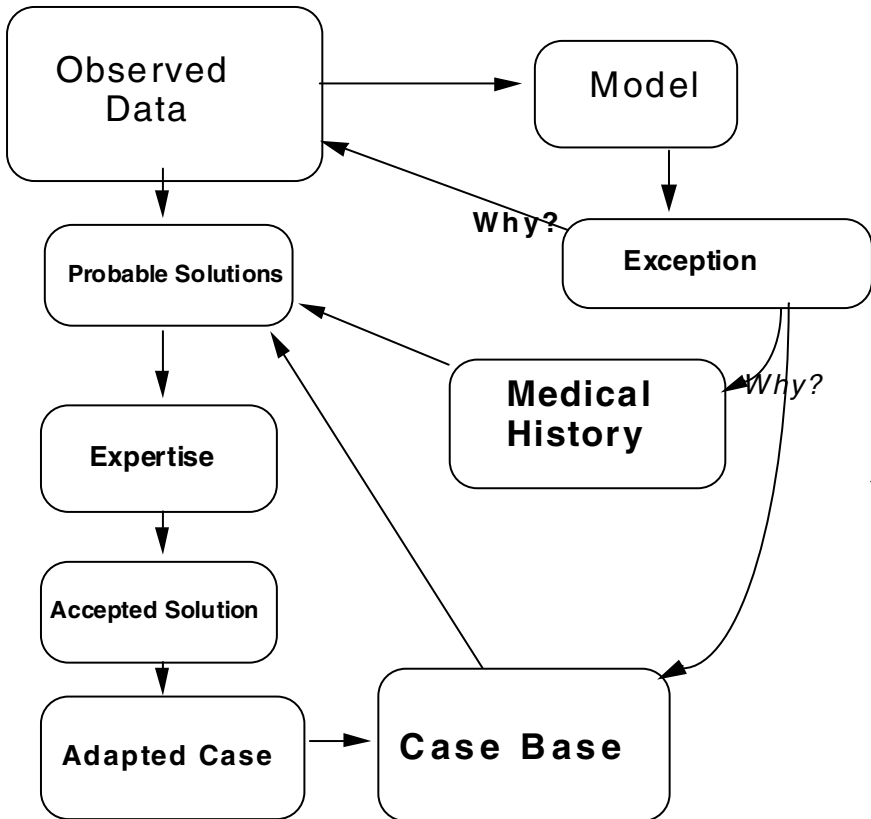 Observed
Data
Model
Why?
Exception
Probable Solutions
Medical
History
Why?
Expertise
Accepted Solution
Adapted Case
Case Base